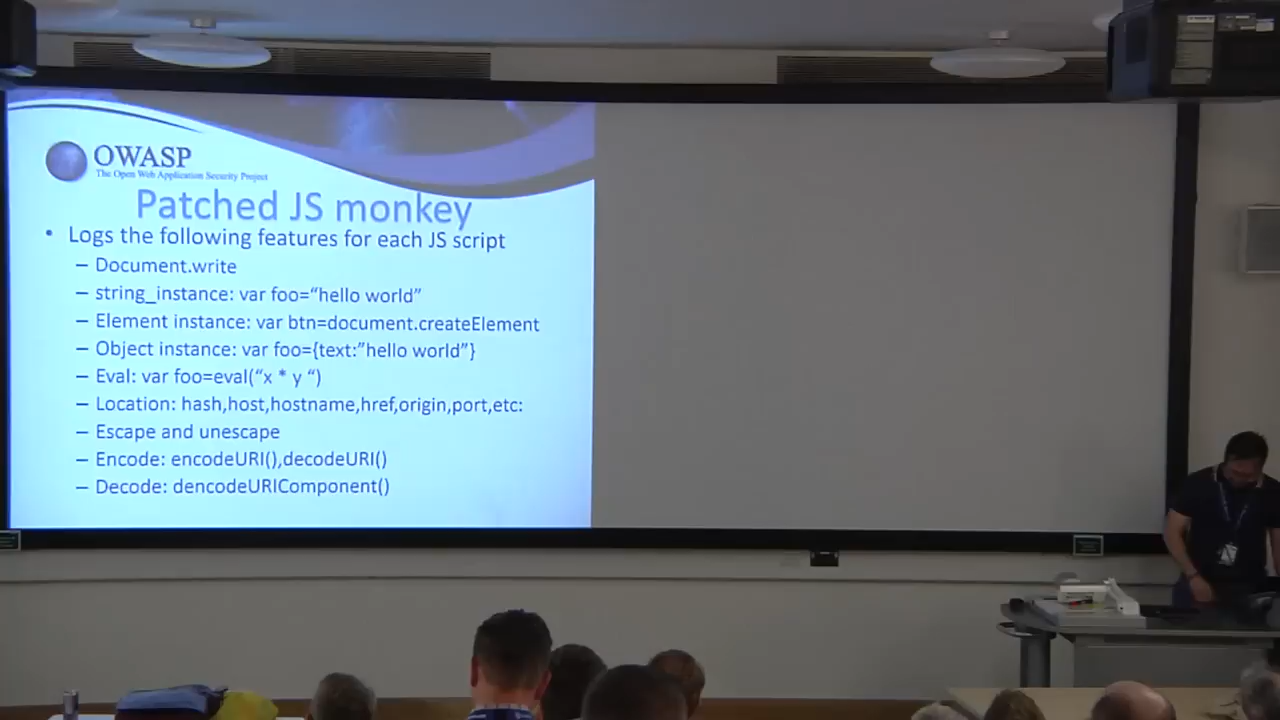 OWASP
The Open Web Application Security Project
Patched JS monkey
• Logs the following features for each JS script
– Document.write
– string_instance: var foo=“hello world”
– Element instance: var btn=document.createElement
– Object instance: var foo={text:”hello world”}
– Eval: var foo=eval(“x * y “)
– Location: hash,host,hostname,href,origin,port,etc:
– Escape and unescape
– Encode: encodeURI(),decodeURI()
– Decode: dencodeURIComponent()